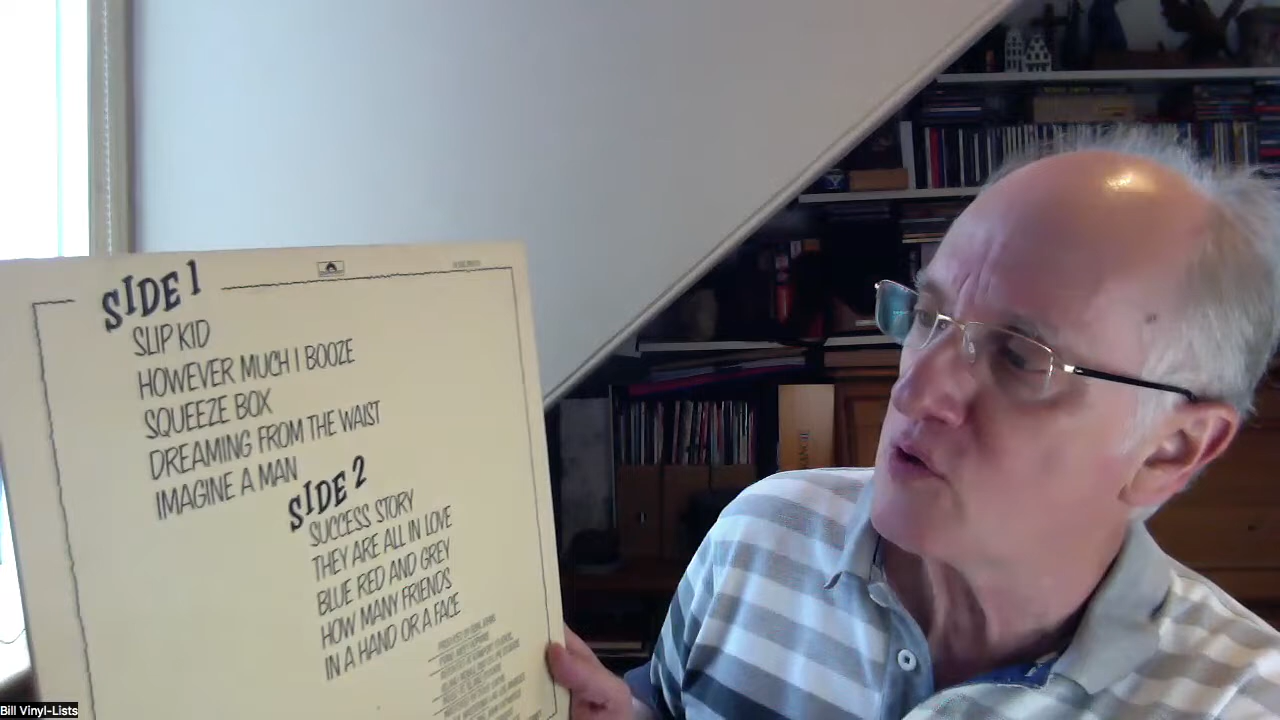 SIDE 1
SLIP KID
HOWEVER MUCH I BOOZE
SQUEEZE BOX
DREAMING FROM THE WAIST
IMAGINE A MAN
SIDE 2
SUCCESS STORY
THEY ARE ALL IN LOVE
BLUE RED AND GREY
HOW MANY FRIENDS
IN A HAND OR A FACE
Bill Vinyl-Lists